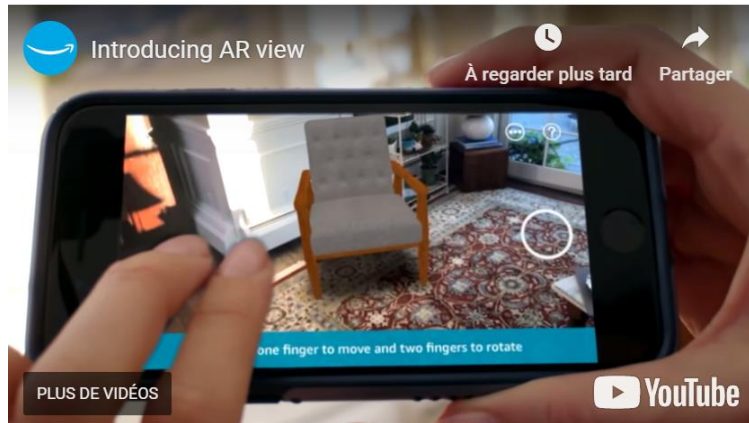 Introducing AR view
À regarder plus tard
Partager
one finger to move and two fingers to rotate
PLUS DE VIDÉOS
YouTube